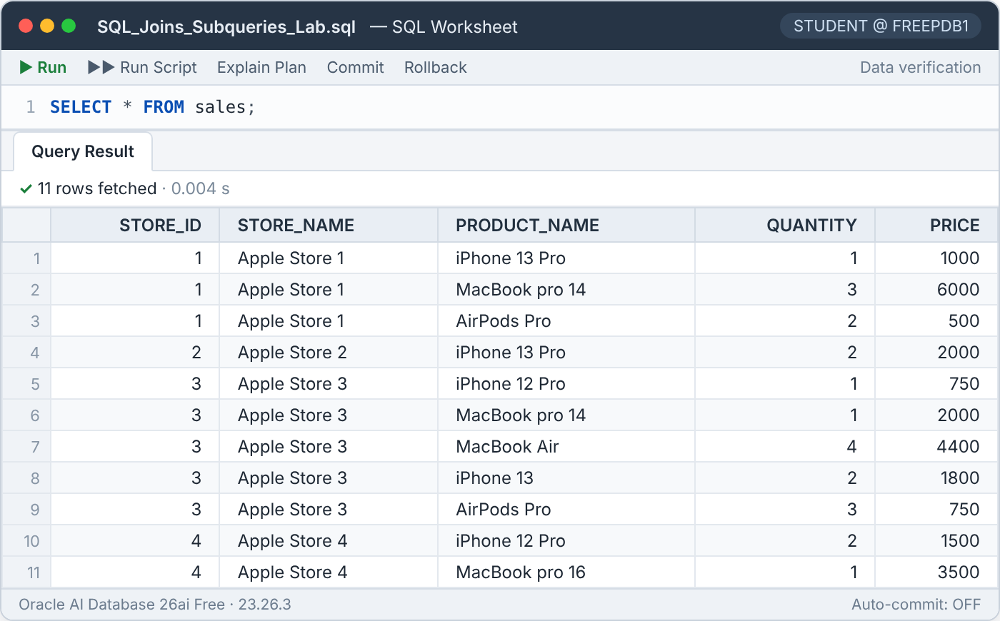 SQL_Joins_Subqueries_Lab.sql — SQL Worksheet STUDENT @ FREEPDB1
▶ Run ▶▶ Run Script Explain Plan Commit Rollback Data verification
1 SELECT * FROM sales;
Query Result
✓ 11 rows fetched · 0.004 s
STORE_ID STORE_NAME PRODUCT_NAME QUANTITY PRICE
1 1 Apple Store 1 iPhone 13 Pro 1 1000
2 1 Apple Store 1 MacBook pro 14 3 6000
3 1 Apple Store 1 AirPods Pro 2 500
4 2 Apple Store 2 iPhone 13 Pro 2 2000
5 3 Apple Store 3 iPhone 12 Pro 1 750
6 3 Apple Store 3 MacBook pro 14 1 2000
7 3 Apple Store 3 MacBook Air 4 4400
8 3 Apple Store 3 iPhone 13 2 1800
9 3 Apple Store 3 AirPods Pro 3 750
10 4 Apple Store 4 iPhone 12 Pro 2 1500
11 4 Apple Store 4 MacBook pro 16 1 3500
Oracle AI Database 26ai Free · 23.26.3 Auto-commit: OFF